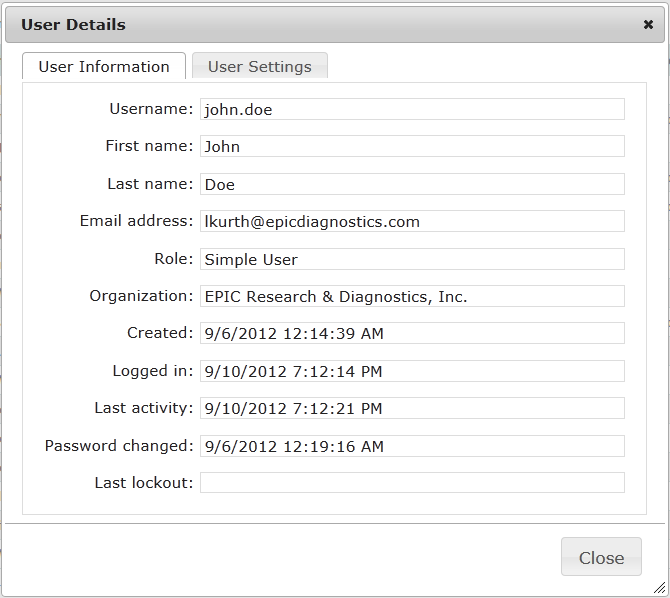 User Details
User Information User Settings
Username: john.doe
First name: John
Last name: Doe
Email address: lkurth@epicdiagnostics.com
Role: Simple User
Organization: EPIC Research & Diagnostics, Inc.
Created: 9/6/2012 12:14:39 AM
Logged in: 9/10/2012 7:12:14 PM
Last activity: 9/10/2012 7:12:21 PM
Password changed: 9/6/2012 12:19:16 AM
Last lockout:
Close